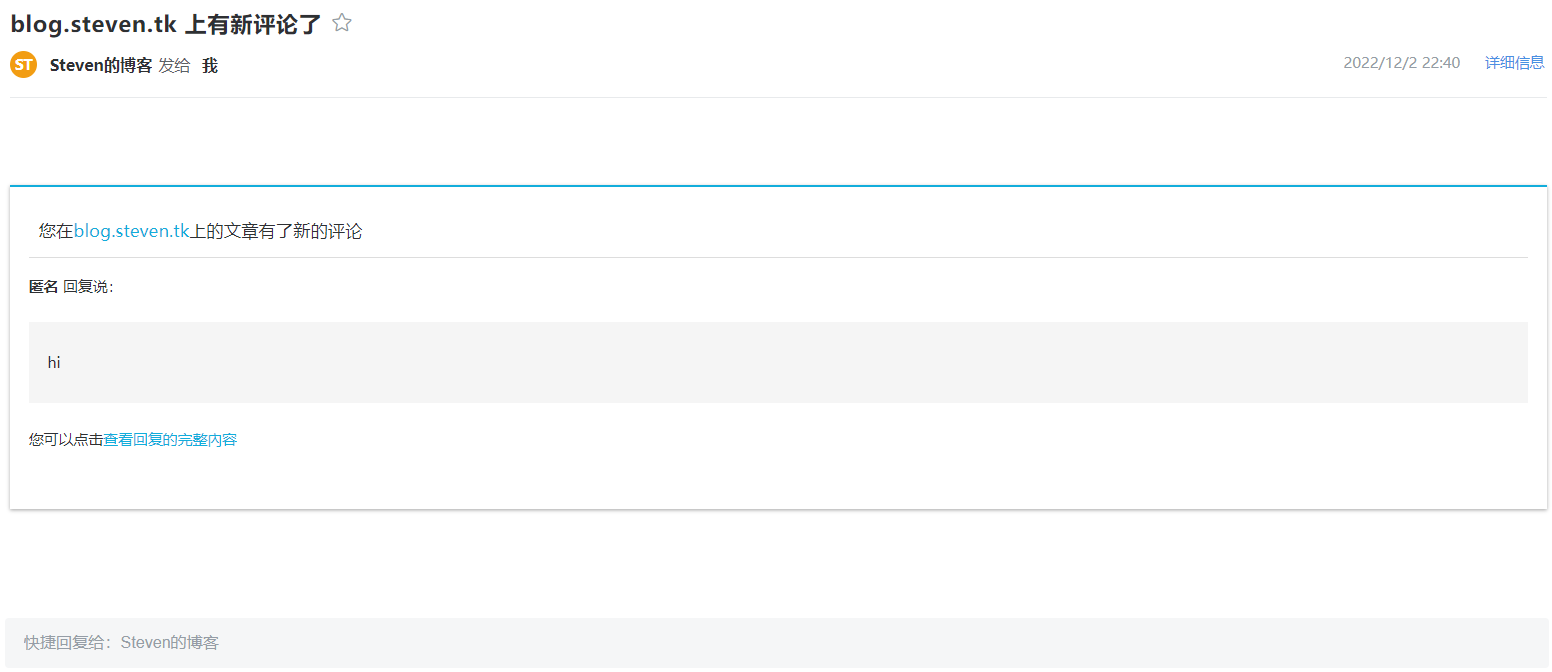 blog.steven.tk 上有新评论了
ST Steven的博客 发给 我 2022/12/2 22:40 详细信息
您在blog.steven.tk上的文章有了新的评论
匿名 回复说：
hi
您可以点击查看回复的完整内容
快捷回复给：Steven的博客